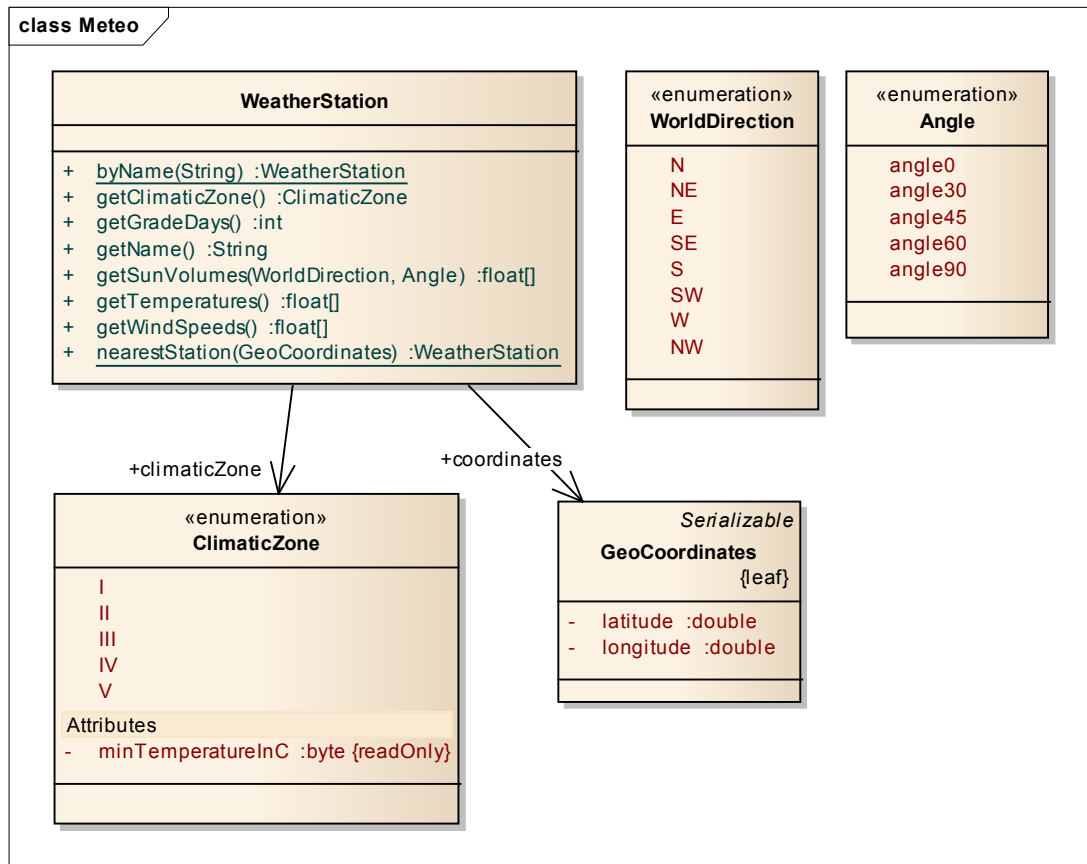 class Meteo
WeatherStation
+ byName(String) :WeatherStation
+ getClimaticZone() :ClimaticZone
+ getGradeDays() :int
+ getName() :String
+ getSunVolumes(WorldDirection, Angle) :float[]
+ getTemperatures() :float[]
+ getWindSpeeds() :float[]
+ nearestStation(GeoCoordinates) :WeatherStation
«enumeration»
WorldDirection
N
NE
E
SE
S
SW
W
NW
«enumeration»
Angle
angle0
angle30
angle45
angle60
angle90
+climaticZone
+coordinates
«enumeration»
ClimaticZone
I
II
III
IV
V
Attributes
- minTemperatureInC :byte {readOnly}
Serializable
GeoCoordinates
{leaf}
- latitude :double
- longitude :double